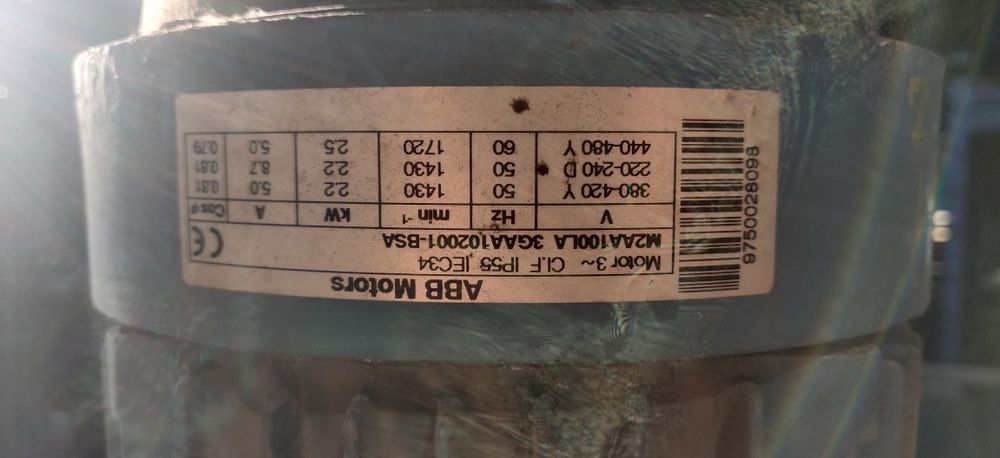 ABB Motors
Motor 3~ Cl.F IP55 IEC34
M2AA100LA 3GAA102001-BSA
CE
V Hz min⁻¹ kW A Cosφ
380-420 Y 50 1430 2.2 5.0 0.81
220-240 D 50 1430 2.2 8.7 0.81
440-480 Y 60 1720 2.5 5.0 0.79
9750028098